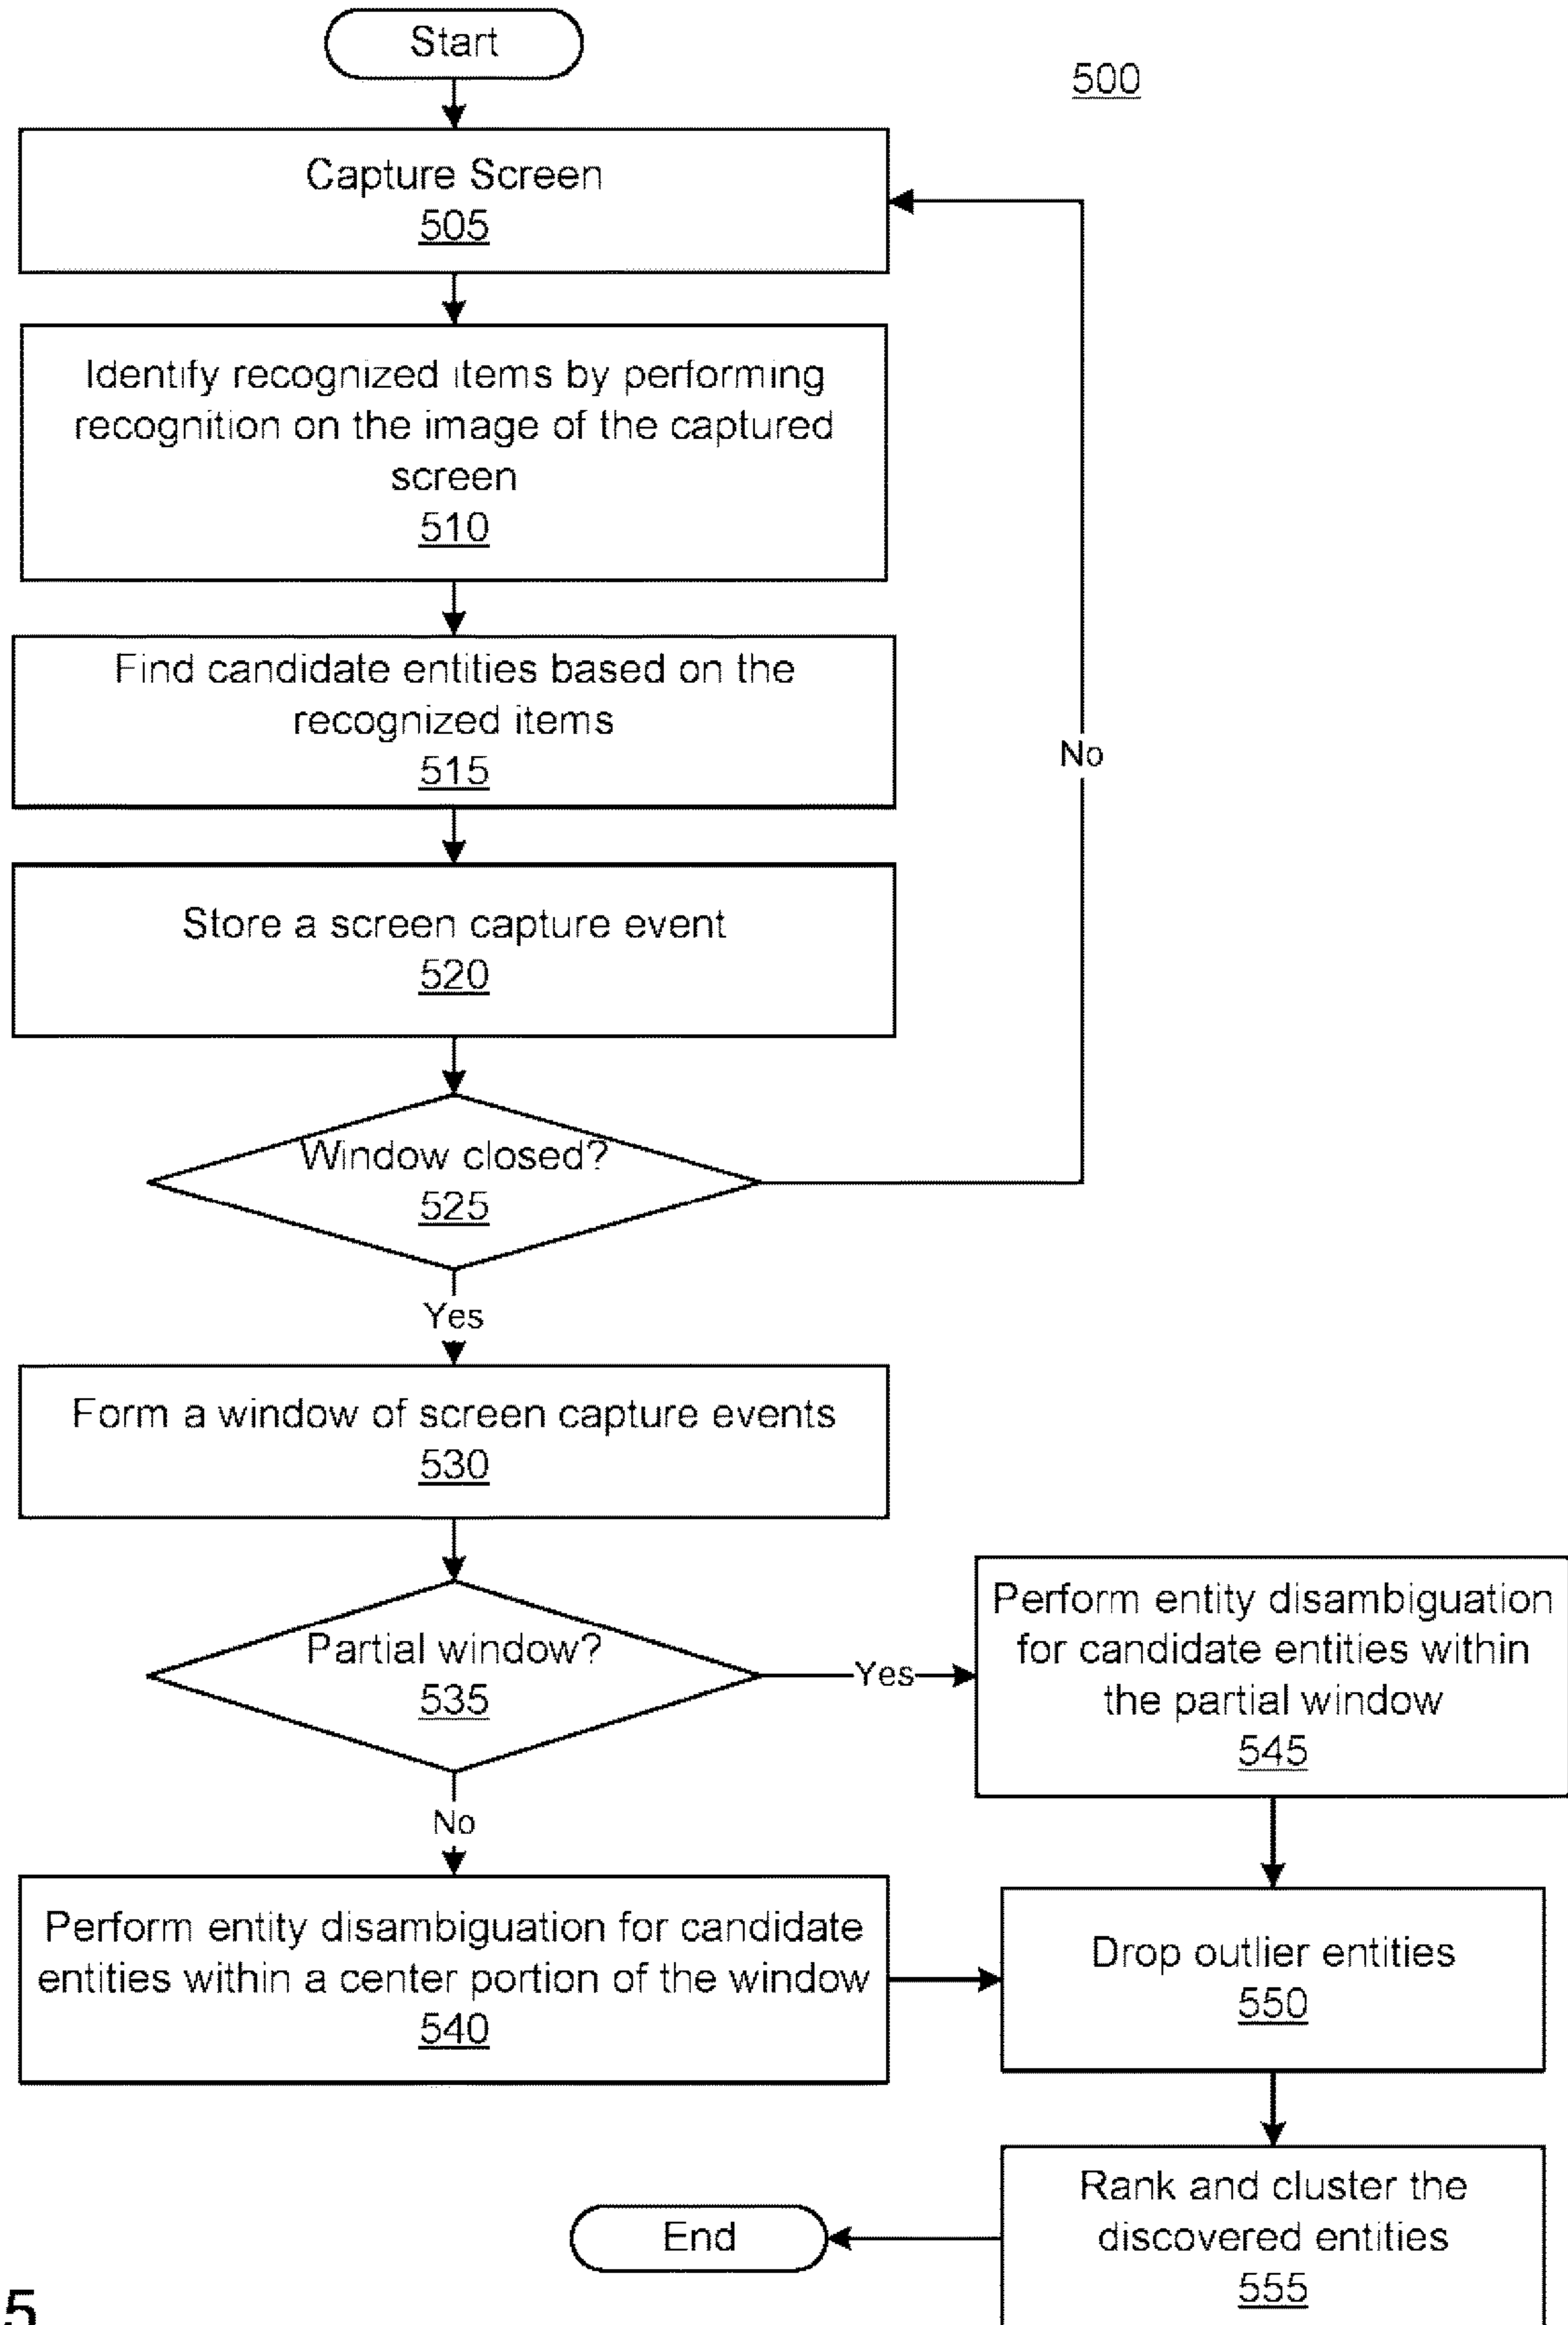 Start
500
Capture Screen
505
Identify recognized items by performing
recognition on the image of the captured
screen
510
Find candidate entities based on the
recognized items
515
No
Store a screen capture event
520
Window closed?
525
Yes
Form a window of screen capture events
530
Partial window?
535
Yes
Perform entity disambiguation
for candidate entities within
the partial window
545
No
Perform entity disambiguation for candidate
entities within a center portion of the window
540
Drop outlier entities
550
Rank and cluster the
discovered entities
555
End
5